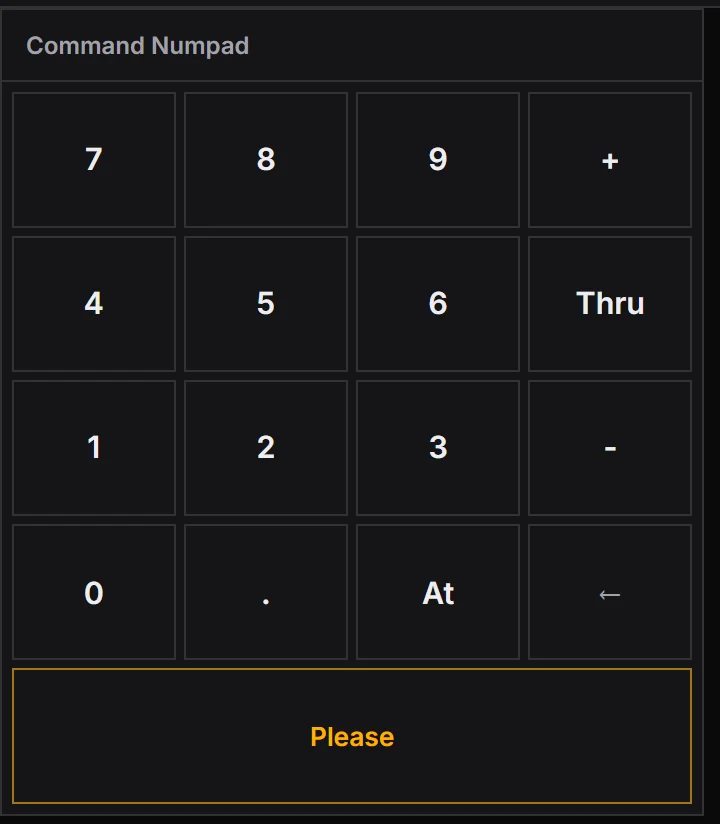 Command Numpad
7 8 9 +
4 5 6 Thru
1 2 3 -
0 . At ←
Please